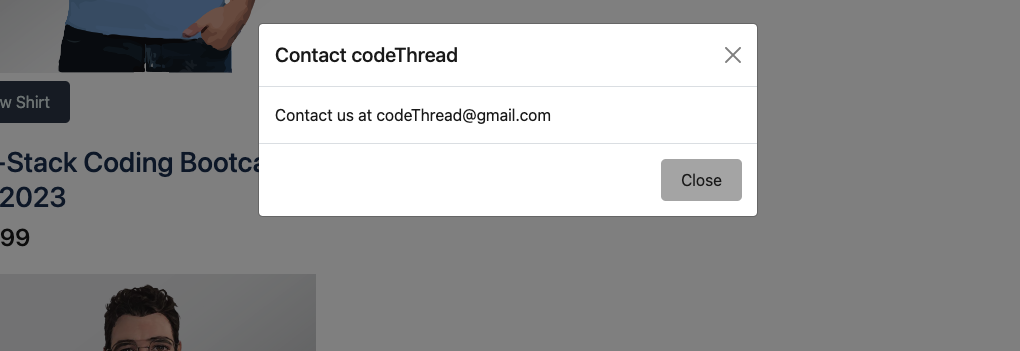 Contact codeThread
Contact us at codeThread@gmail.com
Close
w Shirt
-Stack Coding Bootca
2023
99